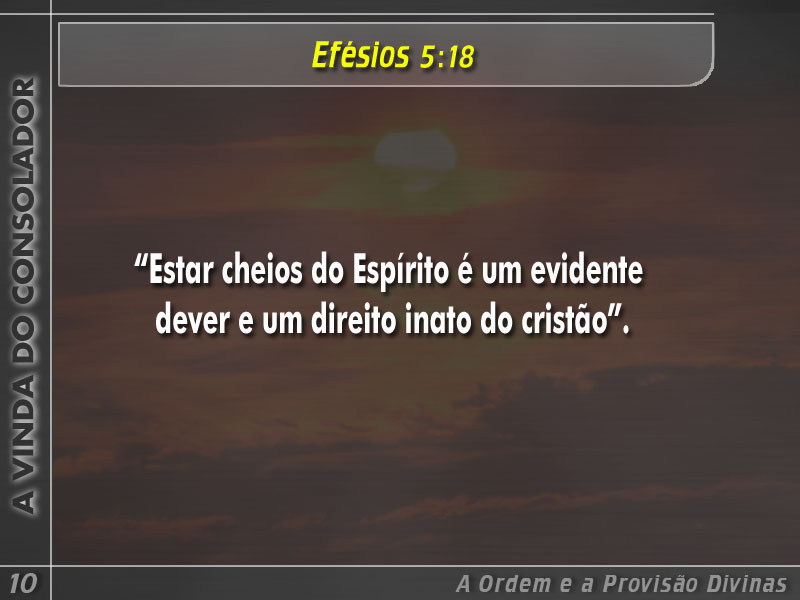 Efésios 5:18
A VINDA DO CONSOLADOR
“Estar cheios do Espírito é um evidente
dever e um direito inato do cristão”.
10
A Ordem e a Provisão Divinas